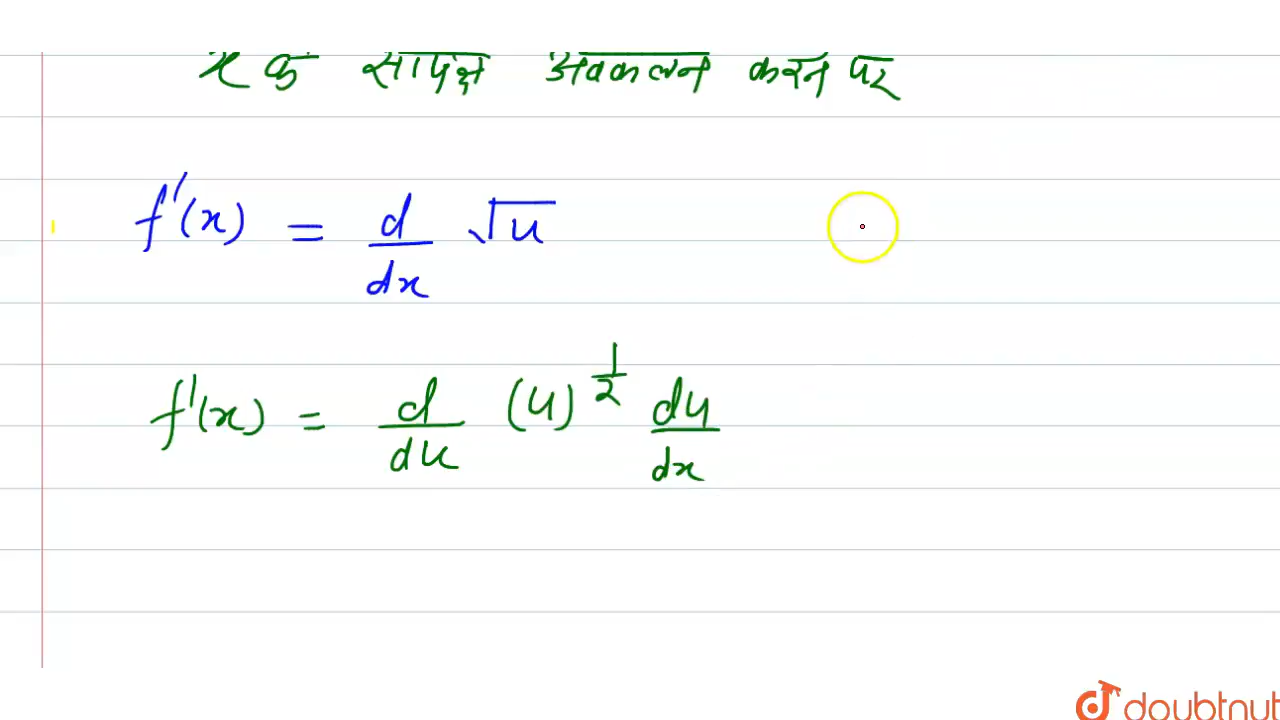 x के सापेक्ष अवकलन करने पर
f'(x) = d/dx √u
f'(x) = d/du (u)^1/2 du/dx
doubtnut